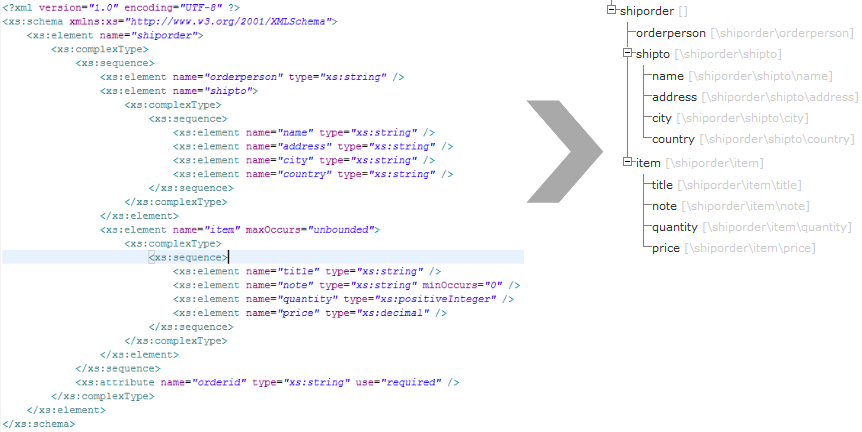 <?xml version="1.0" encoding="UTF-8" ?>
<xs:schema xmlns:xs="http://www.w3.org/2001/XMLSchema">
<xs:element name="shiporder">
<xs:complexType>
<xs:sequence>
<xs:element name="orderperson" type="xs:string" />
<xs:element name="shipto">
<xs:complexType>
<xs:sequence>
<xs:element name="name" type="xs:string" />
<xs:element name="address" type="xs:string" />
<xs:element name="city" type="xs:string" />
<xs:element name="country" type="xs:string" />
</xs:sequence>
</xs:complexType>
</xs:element>
<xs:element name="item" maxOccurs="unbounded">
<xs:complexType>
<xs:sequence>
<xs:element name="title" type="xs:string" />
<xs:element name="note" type="xs:string" minOccurs="0" />
<xs:element name="quantity" type="xs:positiveInteger" />
<xs:element name="price" type="xs:decimal" />
</xs:sequence>
</xs:complexType>
</xs:element>
</xs:sequence>
<xs:attribute name="orderid" type="xs:string" use="required" />
</xs:complexType>
</xs:element>
</xs:schema>
shiporder []
orderperson [\shiporder\orderperson]
shipto [\shiporder\shipto]
name [\shiporder\shipto\name]
address [\shiporder\shipto\address]
city [\shiporder\shipto\city]
country [\shiporder\shipto\country]
item [\shiporder\item]
title [\shiporder\item\title]
note [\shiporder\item\note]
quantity [\shiporder\item\quantity]
price [\shiporder\item\price]